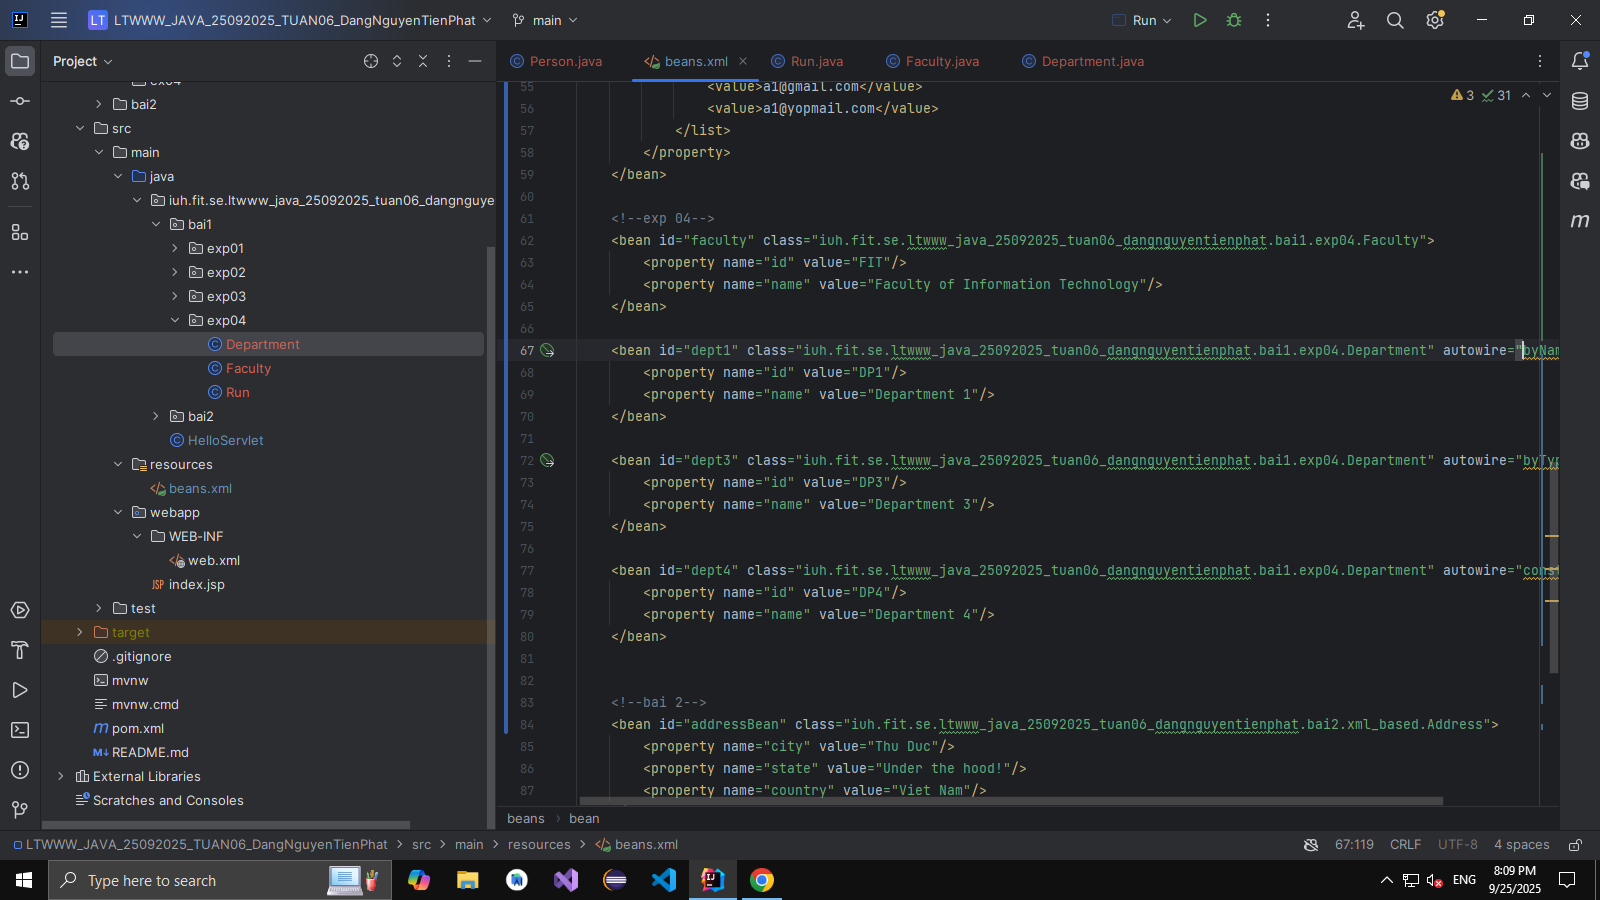 LT LTWWW_JAVA_25092025_TUAN06_DangNguyenTienPhat main Run
Project
Person.java beans.xml Run.java Faculty.java Department.java
bai2
src
main
java
iuh.fit.se.ltwww_java_25092025_tuan06_dangnguye
bai1
exp01
exp02
exp03
exp04
Department
Faculty
Run
bai2
HelloServlet
resources
beans.xml
webapp
WEB-INF
web.xml
JSP index.jsp
test
target
.gitignore
mvnw
mvnw.cmd
m pom.xml
M↓ README.md
External Libraries
Scratches and Consoles
3 31
55 <value>a1@gmail.com</value>
56 <value>a1@yopmail.com</value>
57 </list>
58 </property>
59 </bean>
60
61 <!--exp 04-->
62 <bean id="faculty" class="iuh.fit.se.ltwww_java_25092025_tuan06_dangnguyentienphat.bai1.exp04.Faculty">
63 <property name="id" value="FIT"/>
64 <property name="name" value="Faculty of Information Technology"/>
65 </bean>
66
67 <bean id="dept1" class="iuh.fit.se.ltwww_java_25092025_tuan06_dangnguyentienphat.bai1.exp04.Department" autowire="byNam
68 <property name="id" value="DP1"/>
69 <property name="name" value="Department 1"/>
70 </bean>
71
72 <bean id="dept3" class="iuh.fit.se.ltwww_java_25092025_tuan06_dangnguyentienphat.bai1.exp04.Department" autowire="byTyp
73 <property name="id" value="DP3"/>
74 <property name="name" value="Department 3"/>
75 </bean>
76
77 <bean id="dept4" class="iuh.fit.se.ltwww_java_25092025_tuan06_dangnguyentienphat.bai1.exp04.Department" autowire="const
78 <property name="id" value="DP4"/>
79 <property name="name" value="Department 4"/>
80 </bean>
81
82
83 <!--bai 2-->
84 <bean id="addressBean" class="iuh.fit.se.ltwww_java_25092025_tuan06_dangnguyentienphat.bai2.xml_based.Address">
85 <property name="city" value="Thu Duc"/>
86 <property name="state" value="Under the hood!"/>
87 <property name="country" value="Viet Nam"/>
beans bean
m
LTWWW_JAVA_25092025_TUAN06_DangNguyenTienPhat src main resources beans.xml 67:119 CRLF UTF-8 4 spaces
Type here to search
ENG
8:09 PM
9/25/2025